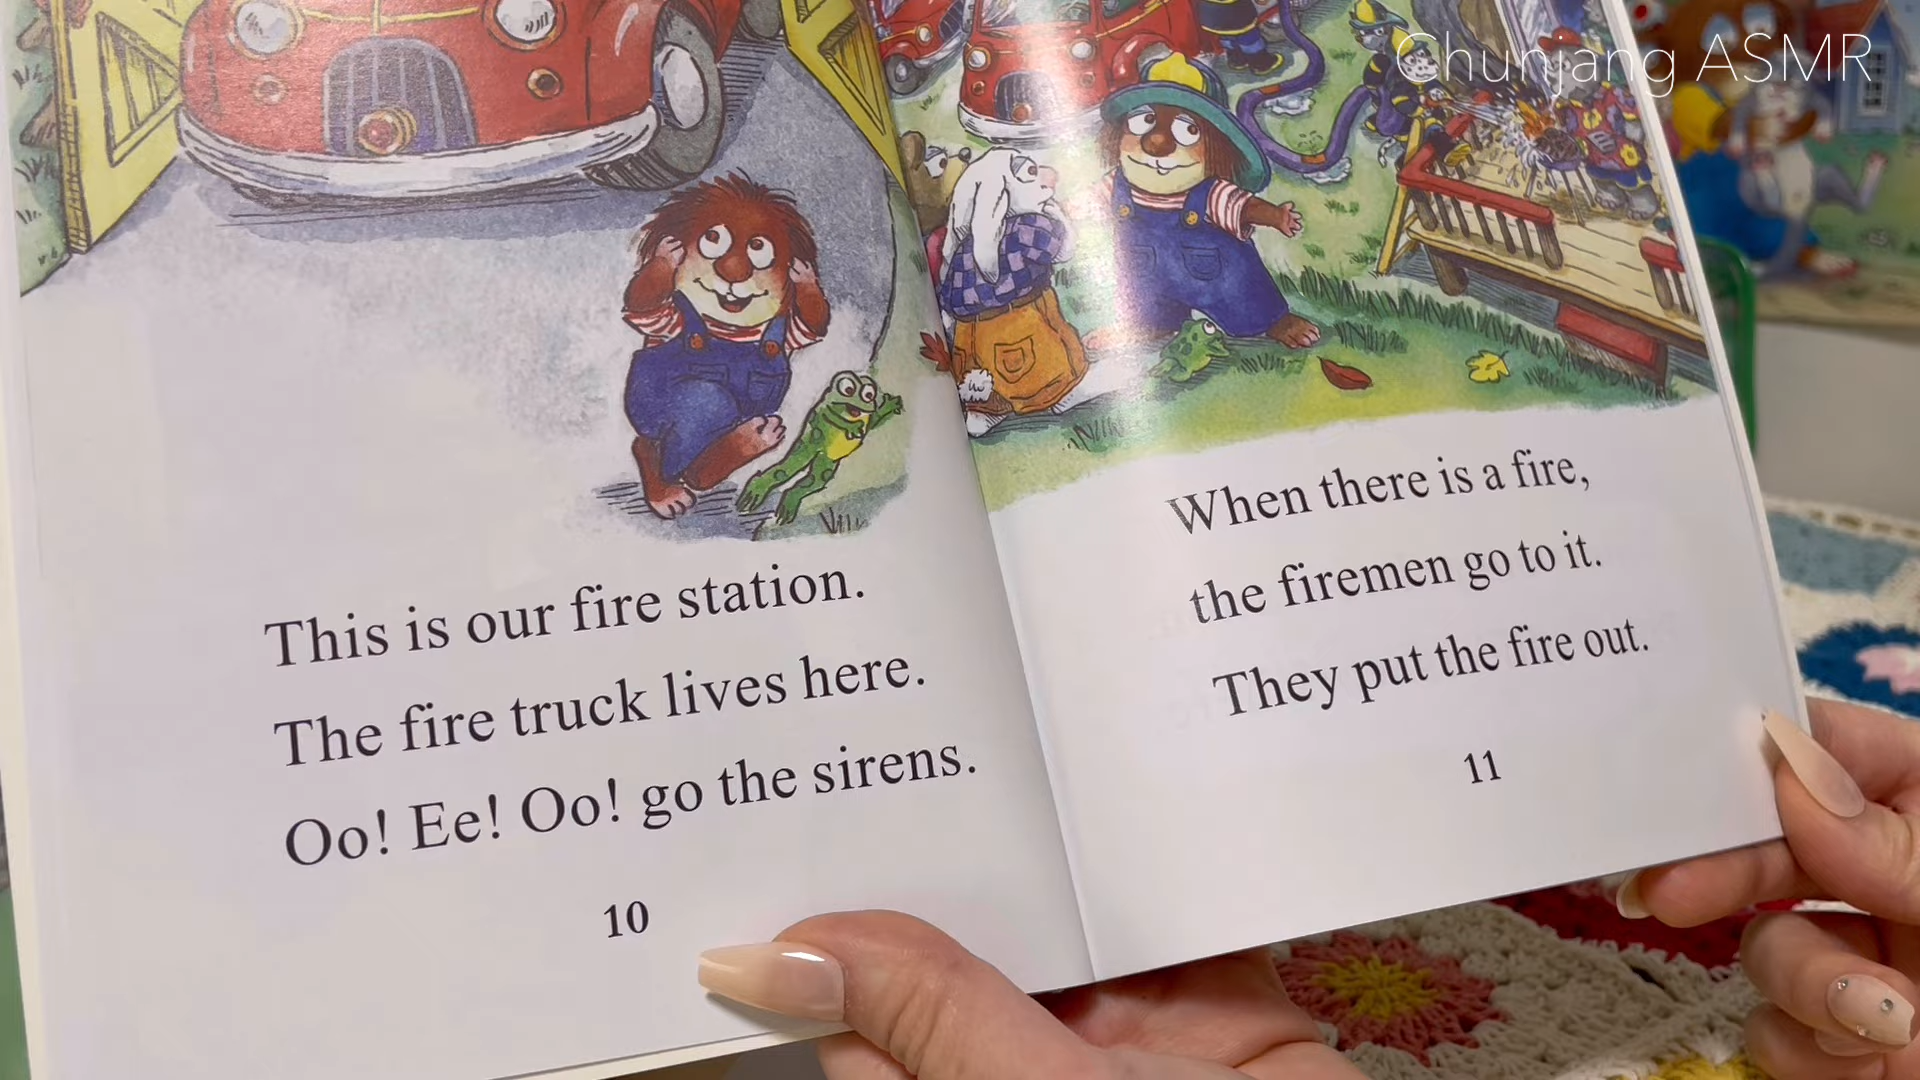 Chunjang ASMR
This is our fire station.
The fire truck lives here.
Oo! Ee! Oo! go the sirens.
10
When there is a fire,
the firemen go to it.
They put the fire out.
11